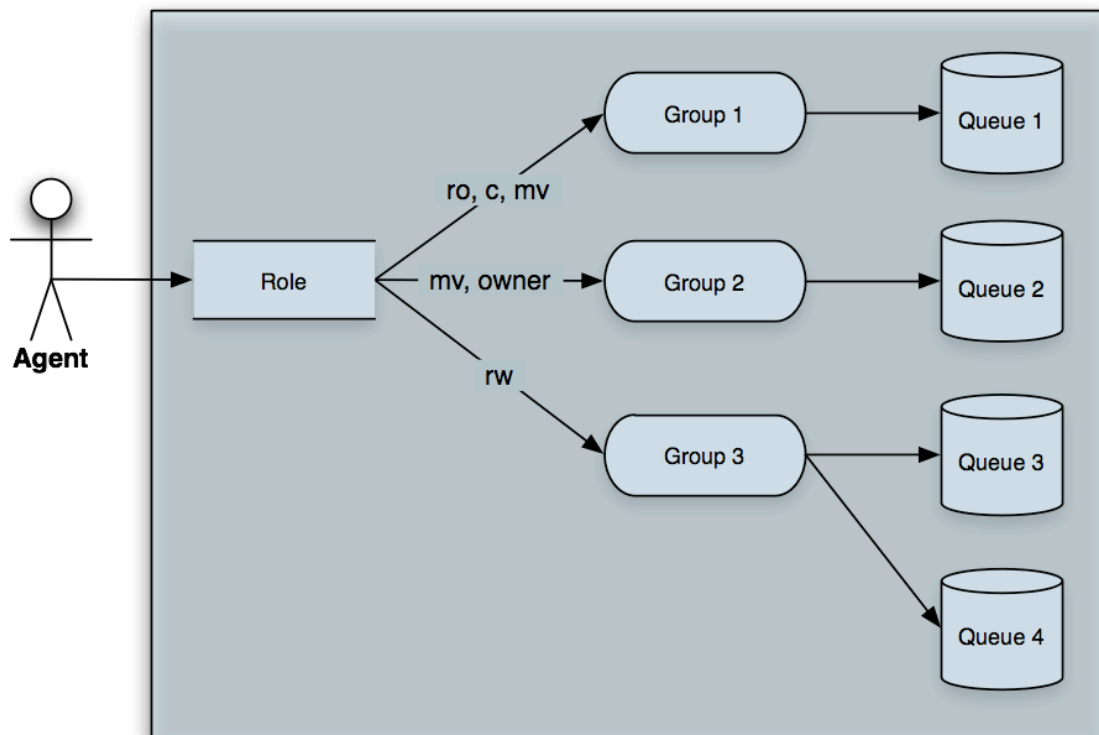 Group 1
Queue 1
ro, c, mv
Role
mv, owner
Group 2
Queue 2
Agent
rw
Group 3
Queue 3
Queue 4